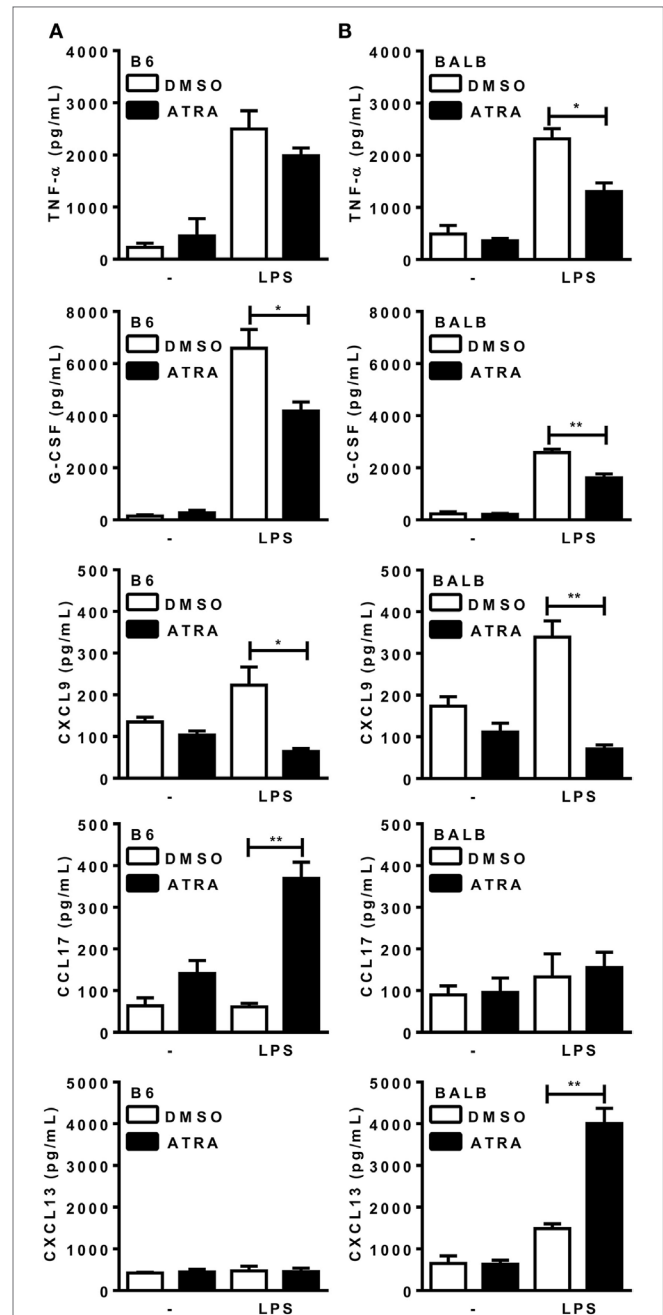 A
B
TNF-α (pg/mL)
4000
3000
2000
1000
0
B6
DMSO
ATRA
-
LPS
TNF-α (pg/mL)
4000
3000
2000
1000
0
BALB
DMSO
ATRA
*
-
LPS
G-CSF (pg/mL)
8000
6000
4000
2000
0
B6
DMSO
ATRA
*
-
LPS
G-CSF (pg/mL)
8000
6000
4000
2000
0
BALB
DMSO
ATRA
**
-
LPS
CXCL9 (pg/mL)
500
400
300
200
100
0
B6
DMSO
ATRA
*
-
LPS
CXCL9 (pg/mL)
500
400
300
200
100
0
BALB
DMSO
ATRA
**
-
LPS
CCL17 (pg/mL)
500
400
300
200
100
0
B6
DMSO
ATRA
**
-
LPS
CCL17 (pg/mL)
500
400
300
200
100
0
BALB
DMSO
ATRA
-
LPS
CXCL13 (pg/mL)
5000
4000
3000
2000
1000
0
B6
DMSO
ATRA
-
LPS
CXCL13 (pg/mL)
5000
4000
3000
2000
1000
0
BALB
DMSO
ATRA
**
-
LPS